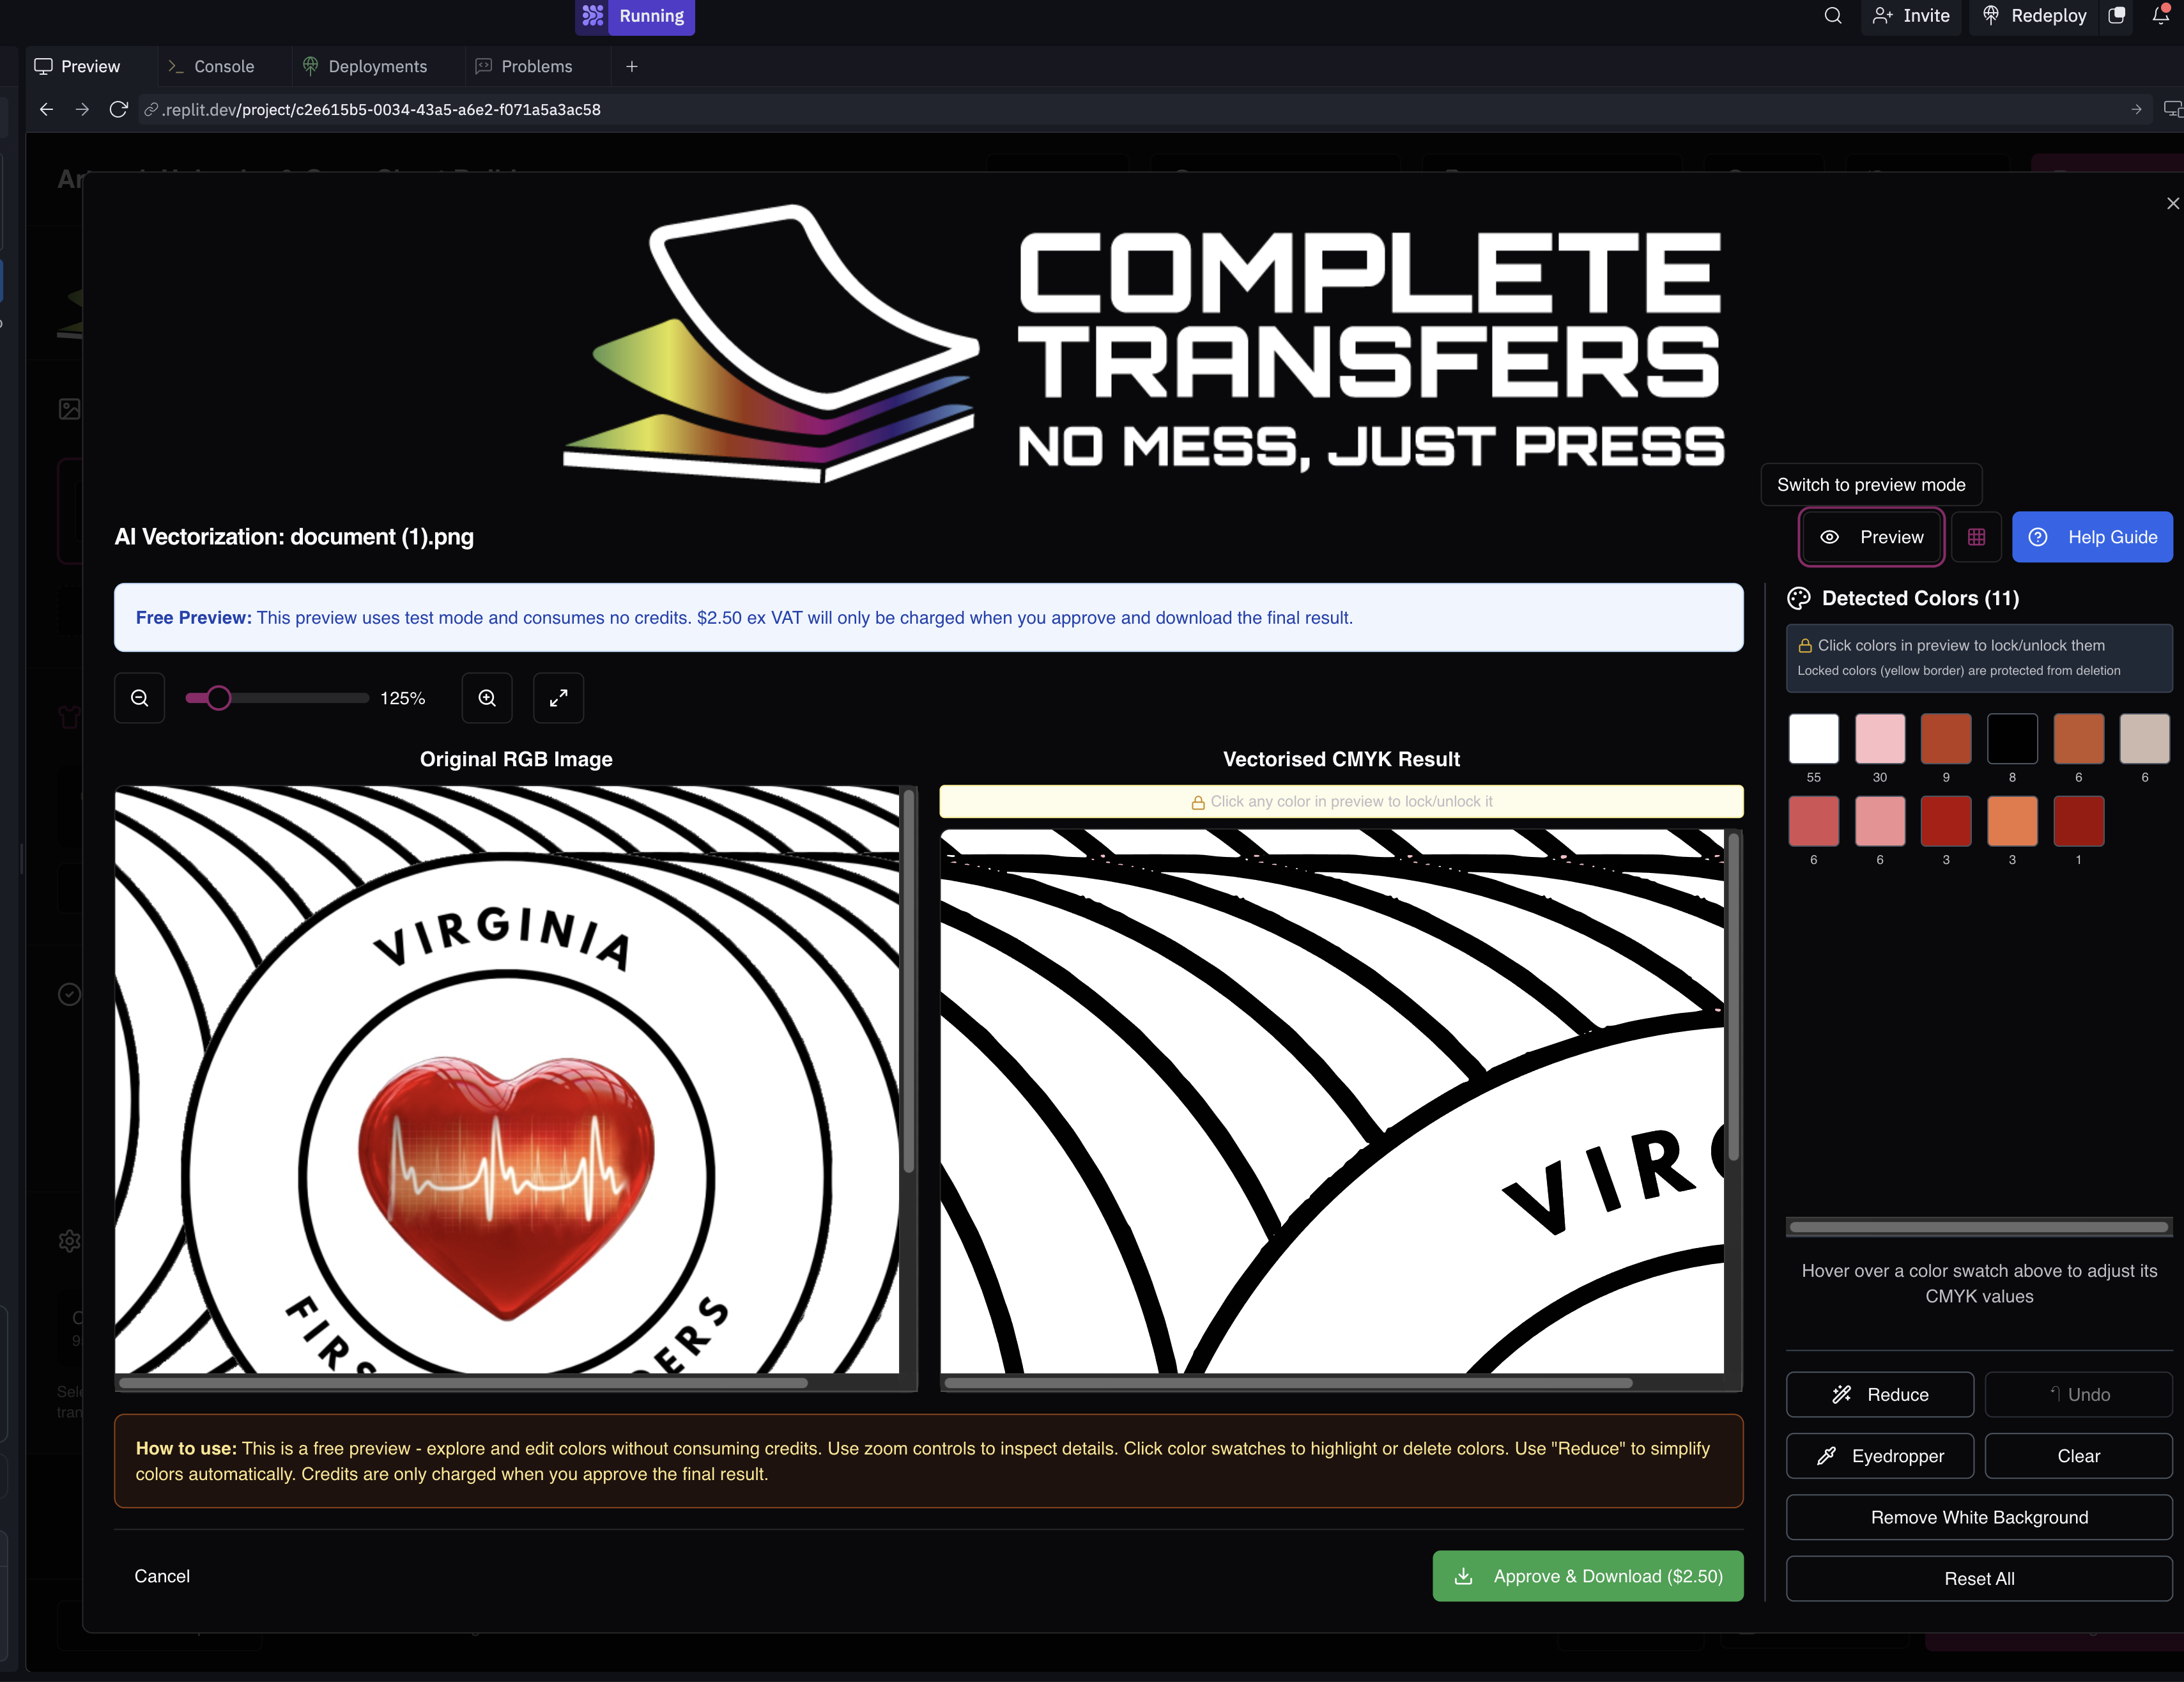 Running
Invite
Redeploy
Preview
Console
Deployments
Problems
.replit.dev/project/c2e615b5-0034-43a5-a6e2-f071a5a3ac58
COMPLETE
TRANSFERS
NO MESS, JUST PRESS
Switch to preview mode
AI Vectorization: document (1).png
Preview
Help Guide
Free Preview: This preview uses test mode and consumes no credits. $2.50 ex VAT will only be charged when you approve and download the final result.
125%
Original RGB Image
VIRGINIA
FIRS
DERS
Vectorised CMYK Result
Click any color in preview to lock/unlock it
VIRG
How to use: This is a free preview - explore and edit colors without consuming credits. Use zoom controls to inspect details. Click color swatches to highlight or delete colors. Use "Reduce" to simplify
colors automatically. Credits are only charged when you approve the final result.
Cancel
Approve & Download ($2.50)
Detected Colors (11)
Click colors in preview to lock/unlock them
Locked colors (yellow border) are protected from deletion
55 30 9 8 6 6
6 6 3 3 1
Hover over a color swatch above to adjust its
CMYK values
Reduce
Undo
Eyedropper
Clear
Remove White Background
Reset All